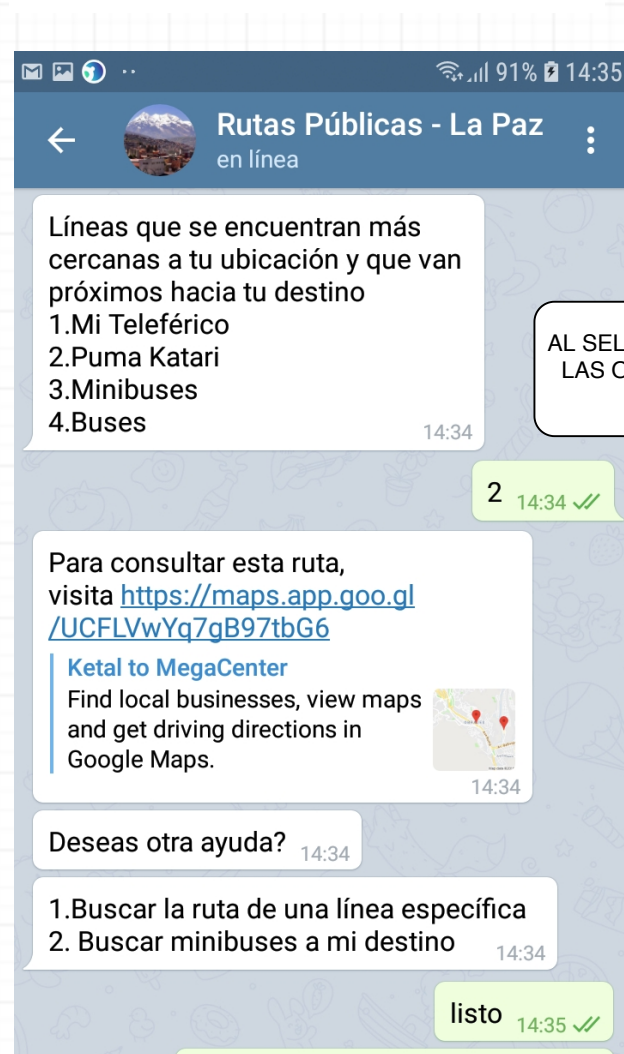 91% 14:35
Rutas Públicas - La Paz
en línea
Líneas que se encuentran más
cercanas a tu ubicación y que van
próximos hacia tu destino
1.Mi Teleférico
2.Puma Katari
3.Minibuses
4.Buses
14:34
AL SEL
LAS
2 14:34
Para consultar esta ruta,
visita https://maps.app.goo.gl
/UCFLVwYq7gB97tbG6
Ketal to MegaCenter
Find local businesses, view maps
and get driving directions in
Google Maps.
14:34
Deseas otra ayuda? 14:34
1.Buscar la ruta de una línea específica
2. Buscar minibuses a mi destino 14:34
listo 14:35